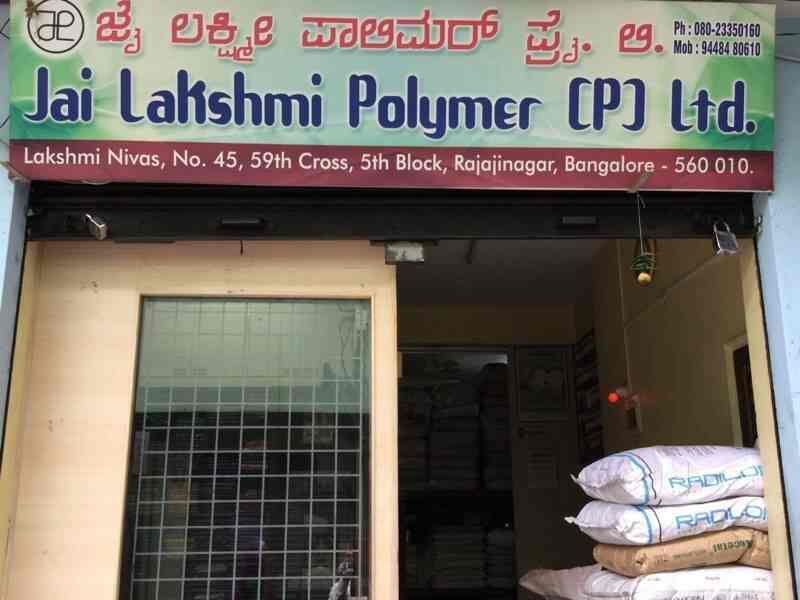 ಜೈ ಲಕ್ಷ್ಮೀ ಪಾಲಿಮರ್ ಪ್ರೈ. ಲಿ.
Ph : 080-23350160
Mob : 94484 80610
Jai Lakshmi Polymer (P) Ltd.
Lakshmi Nivas, No. 45, 59th Cross, 5th Block, Rajajinagar, Bangalore - 560 010.
RADILON
RADILON